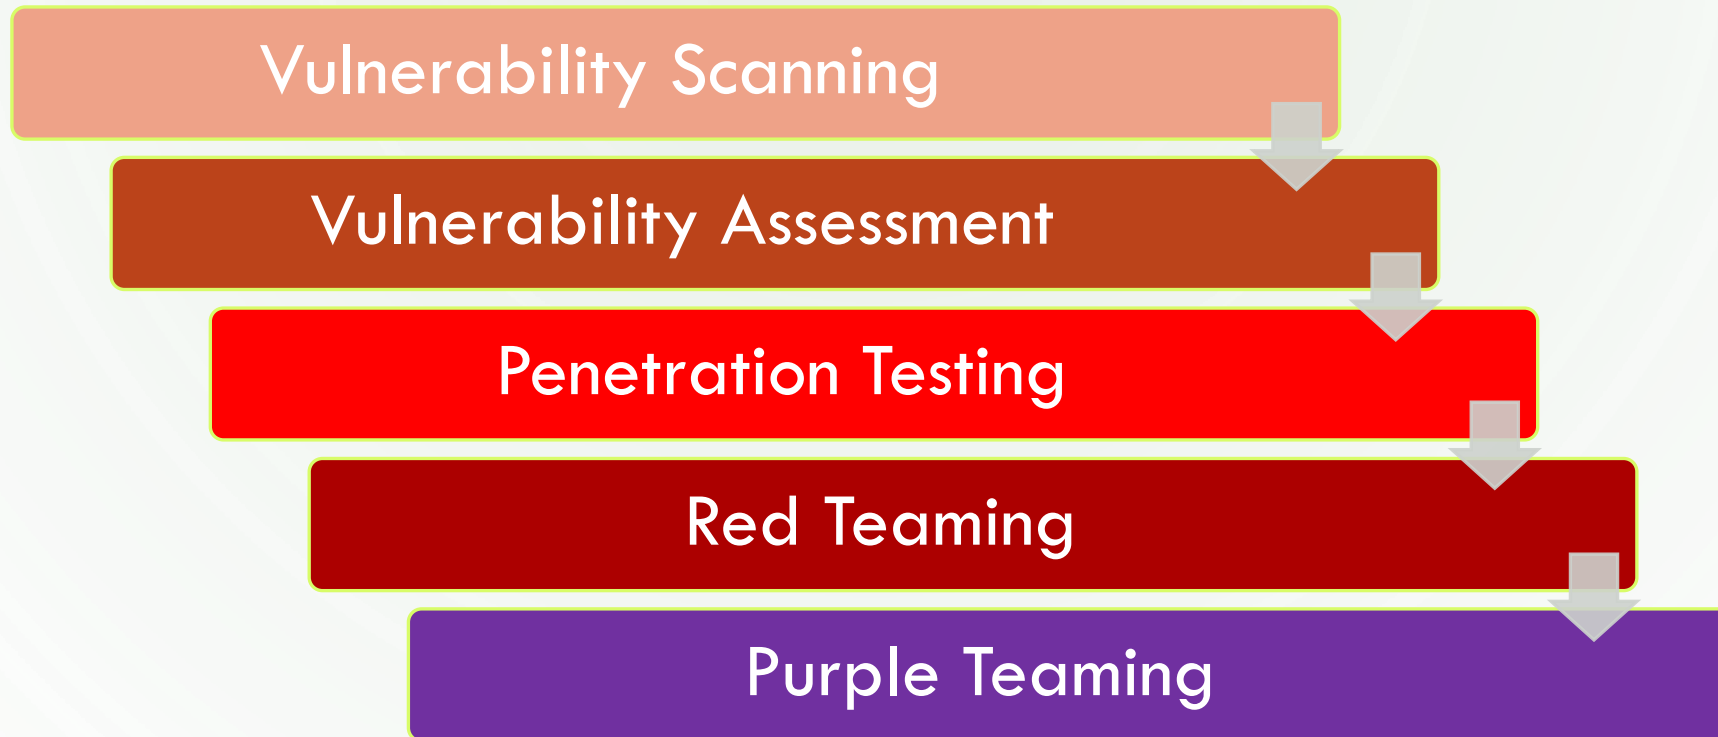 Vulnerability Scanning
Vulnerability Assessment
Penetration Testing
Red Teaming
Purple Teaming